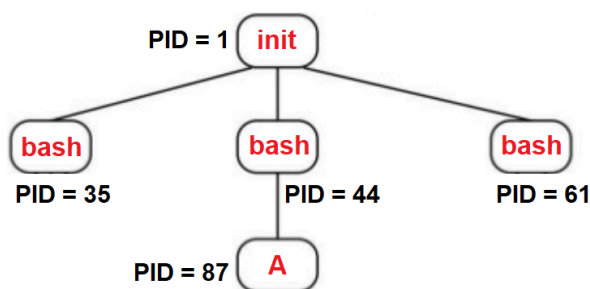 PID = 1 init
bash bash bash
PID = 35 PID = 44 PID = 61
PID = 87 A